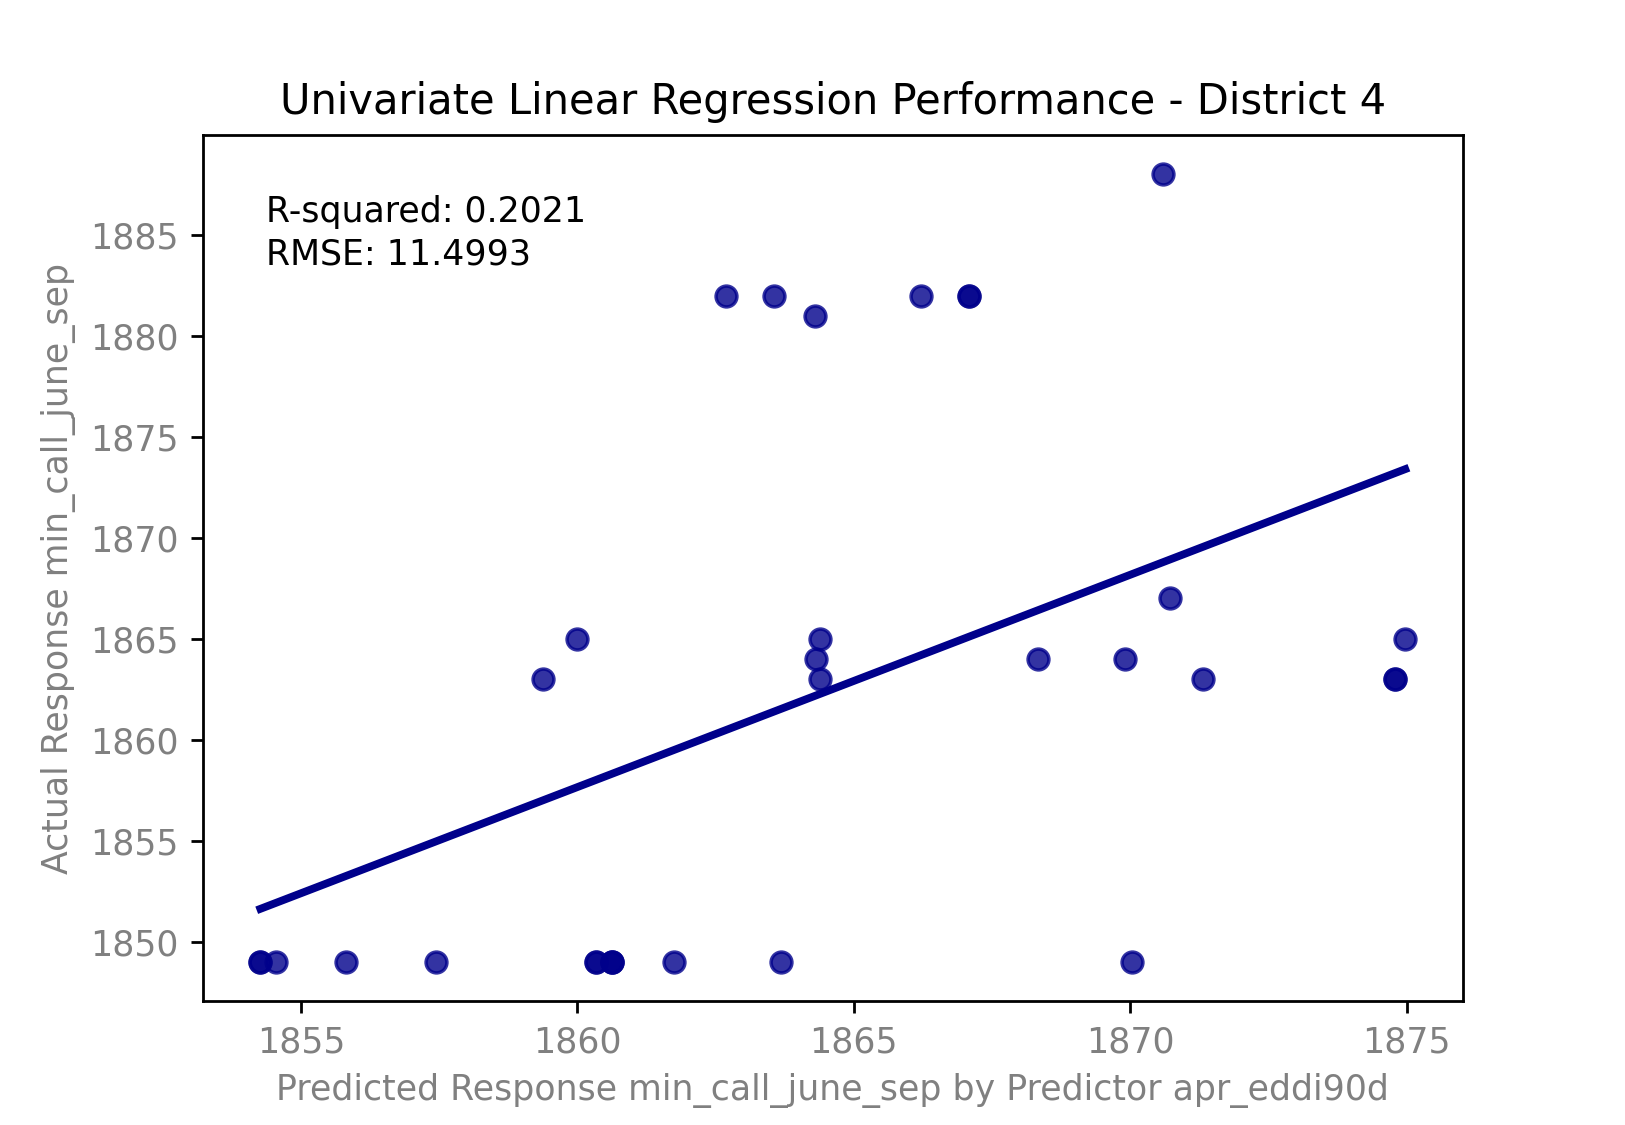 Univariate Linear Regression Performance - District 4
R-squared: 0.2021
RMSE: 11.4993
Actual Response min_call_june_sep
1885
1880
1875
1870
1865
1860
1855
1850
1855 1860 1865 1870 1875
Predicted Response min_call_june_sep by Predictor apr_eddi90d